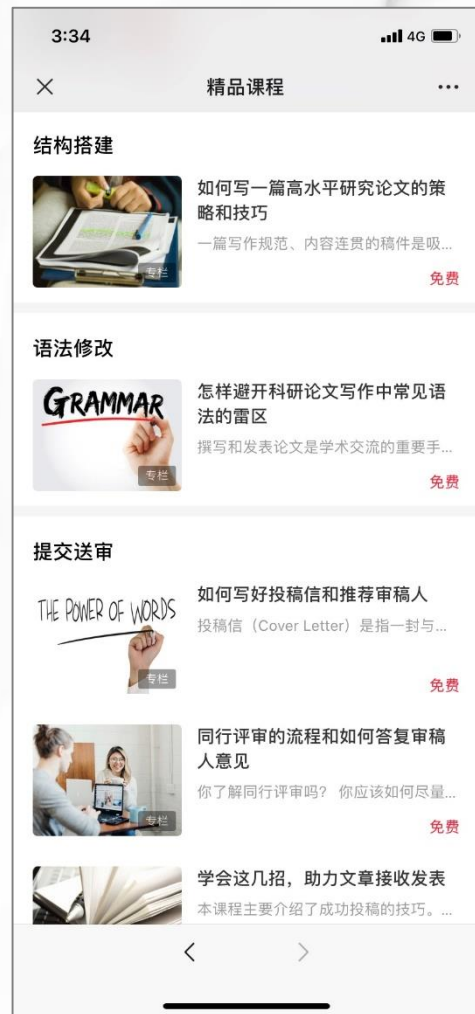 3:34
4G
精品课程
结构搭建
如何写一篇高水平研究论文的策
略和技巧
一篇写作规范、内容连贯的稿件是吸...
专栏
免费
语法修改
GRAMMAR
怎样避开科研论文写作中常见语
法的雷区
撰写和发表论文是学术交流的重要手...
专栏
免费
提交送审
THE POWER OF WORDS
如何写好投稿信和推荐审稿人
投稿信（Cover Letter）是指一封与...
专栏
免费
同行评审的流程和如何答复审稿
人意见
你了解同行评审吗？ 你应该如何尽量...
专栏
免费
学会这几招，助力文章接收发表
本课程主要介绍了成功投稿的技巧。...